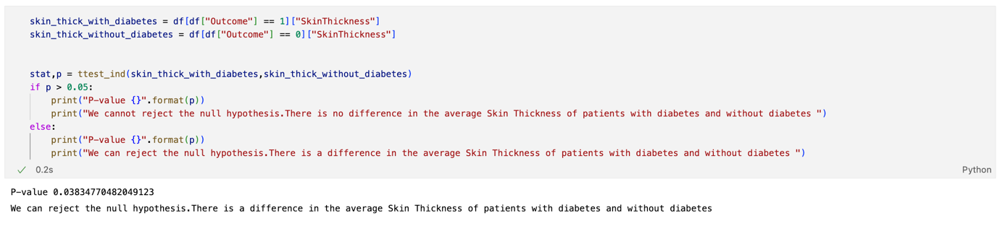 skin_thick_with_diabetes = df[df["Outcome"] == 1]["SkinThickness"]
skin_thick_without_diabetes = df[df["Outcome"] == 0]["SkinThickness"]
stat,p = ttest_ind(skin_thick_with_diabetes,skin_thick_without_diabetes)
if p > 0.05:
    print("P-value {}".format(p))
    print("We cannot reject the null hypothesis.There is no difference in the average Skin Thickness of patients with diabetes and without diabetes ")
else:
    print("P-value {}".format(p))
    print("We can reject the null hypothesis.There is a difference in the average Skin Thickness of patients with diabetes and without diabetes ")
✓ 0.2s Python
P-value 0.03834770482049123
We can reject the null hypothesis.There is a difference in the average Skin Thickness of patients with diabetes and without diabetes